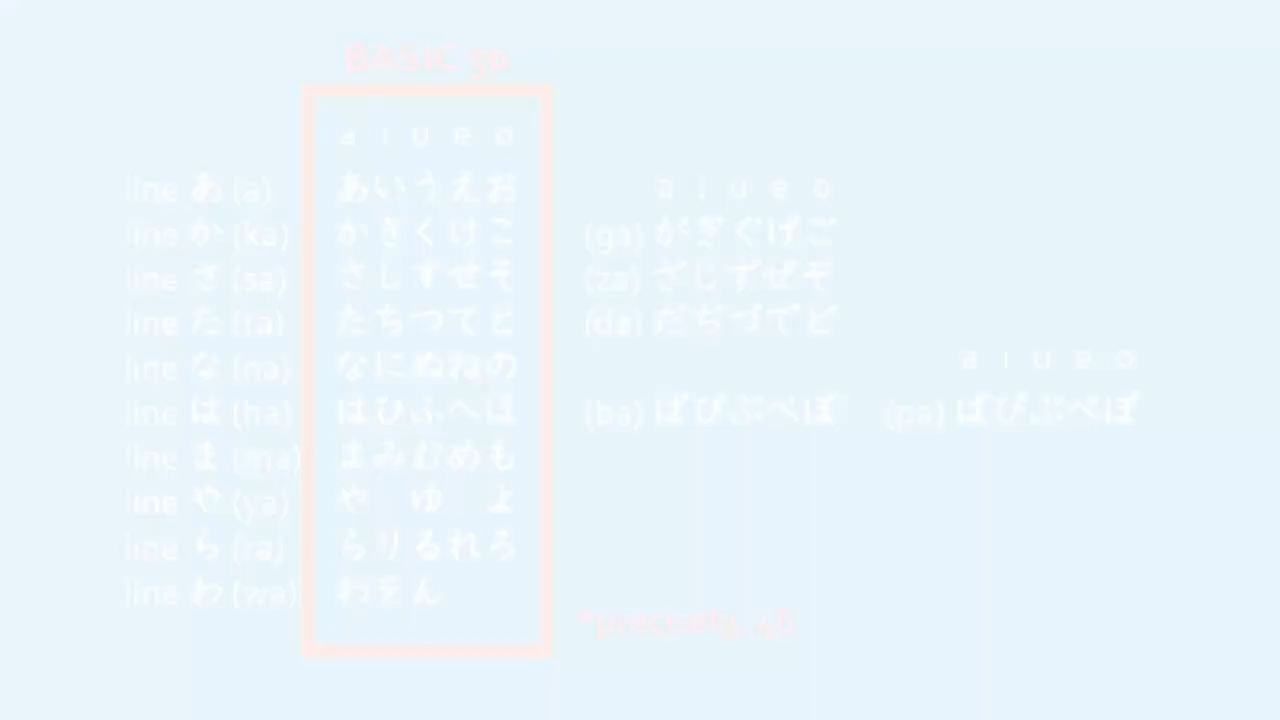 BASIC 50
a i u e o
line あ (a) あいうえお a i u e o
line か (ka) かきくけこ (ga) がぎぐげご
line さ (sa) さしすせそ (za) ざじずぜぞ
line た (ta) たちつてと (da) だぢづでど
line な (na) なにぬねの a i u e o
line は (ha) はひふへほ (ba) ばびぶべぼ (pa) ぱぴぷぺぽ
line ま (ma) まみむめも
line や (ya) や ゆ よ
line ら (ra) らりるれろ
line わ (wa) わをん
*precisely, 46